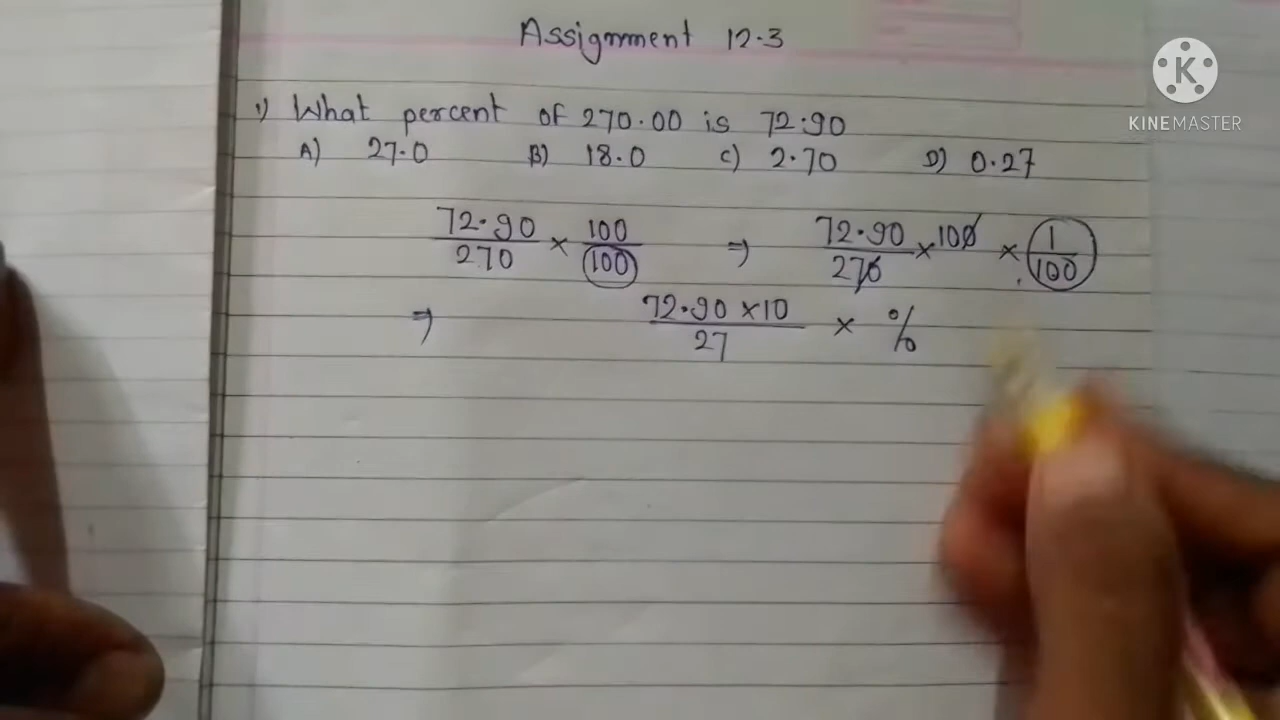 Assignment 12.3
1) What percent of 270.00 is 72.90
A) 27.0 B) 18.0 C) 2.70 D) 0.27
72.90/270 × 100/100 ⇒ 72.90/270 × 100 × 1/100
⇒ 72.90 × 10/27 × %
K
KINEMASTER